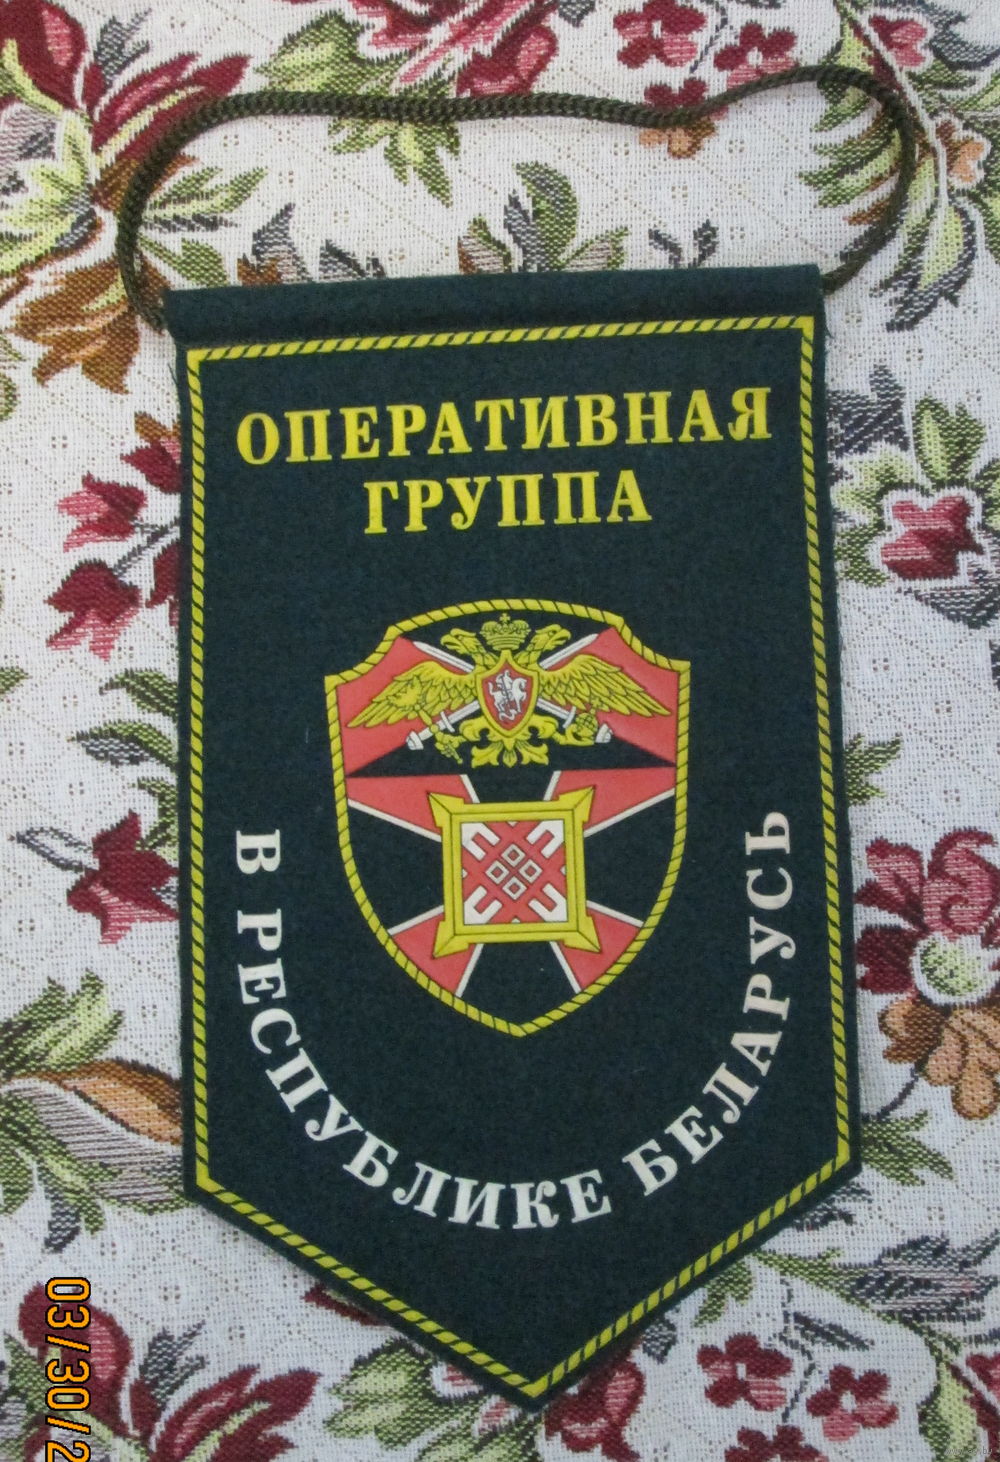 ОПЕРАТИВНАЯ
ГРУППА
В РЕСПУБЛИКЕ БЕЛАРУСЬ
03/30/2